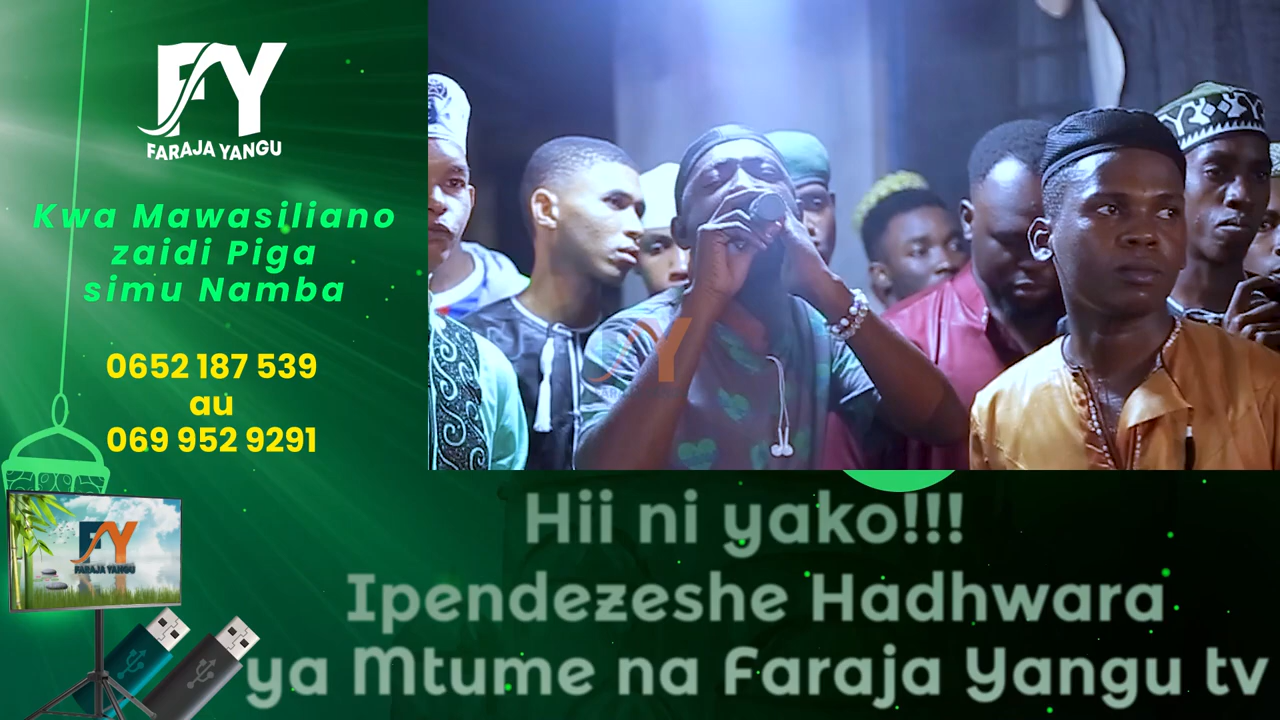 FY
FARAJA YANGU
Kwa Mawasiliano
zaidi Piga
simu Namba
0652 187 539
au
069 952 9291
FY
FARAJA YANGU
FY
Hii ni yako!!!
Ipendezeshe Hadhwara
ya Mtume na Faraja Yangu tv